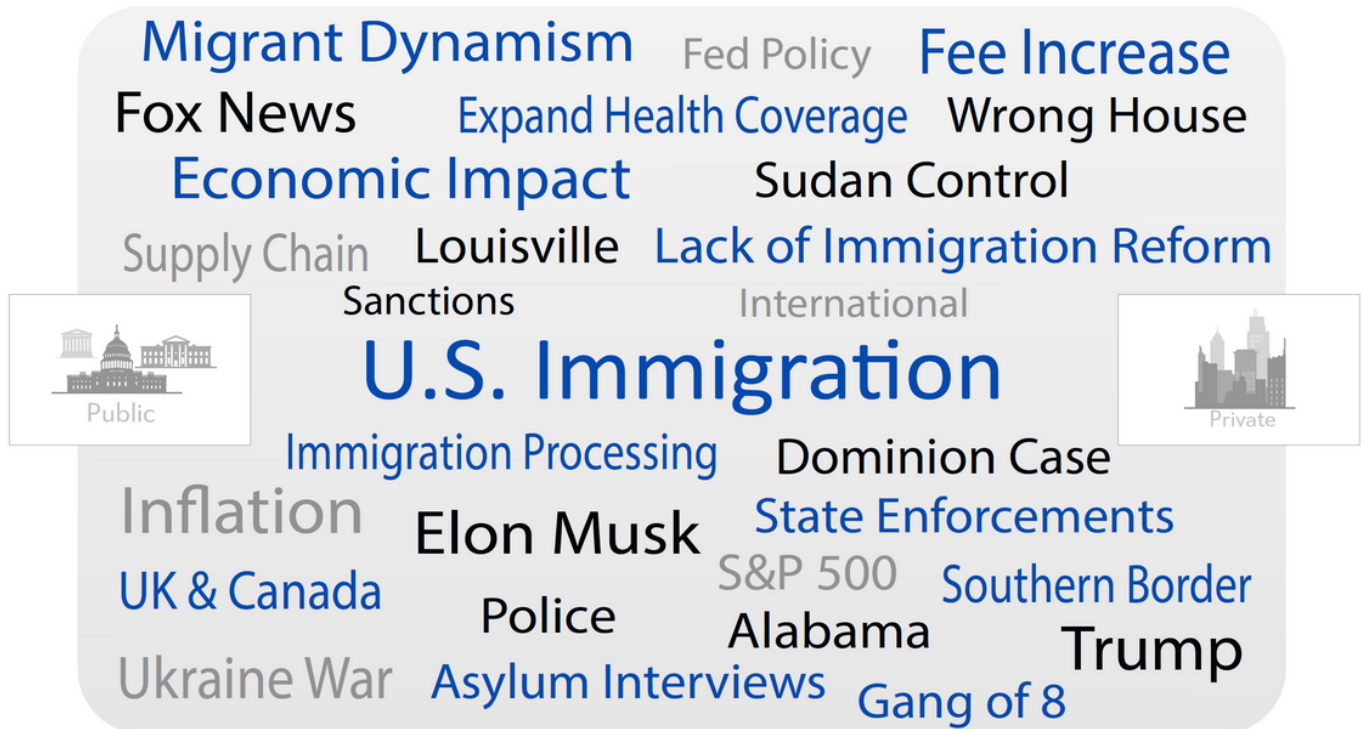 Migrant Dynamism Fed Policy Fee Increase
Fox News Expand Health Coverage Wrong House
Economic Impact Sudan Control
Supply Chain Louisville Lack of Immigration Reform
Sanctions International
U.S. Immigration
Public
Private
Immigration Processing Dominion Case
Inflation Elon Musk State Enforcements
S&P 500
UK & Canada Southern Border
Police Alabama Trump
Ukraine War Asylum Interviews Gang of 8